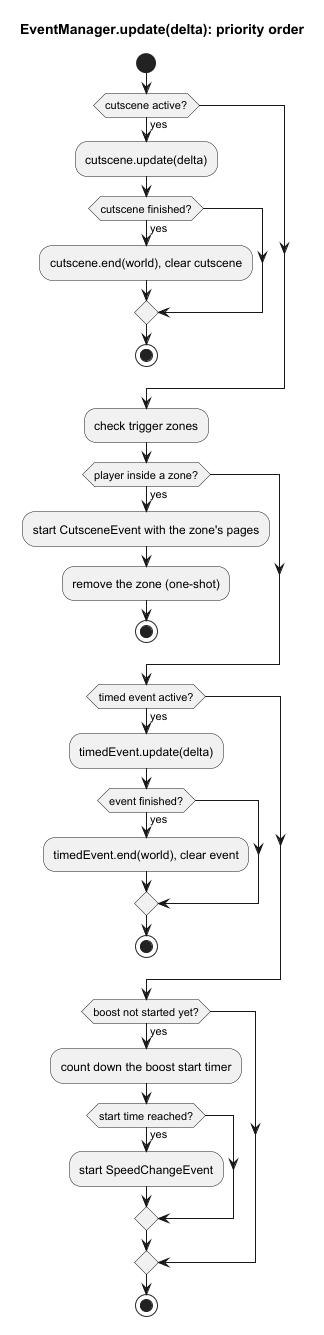 EventManager.update(delta): priority order
cutscene active?
yes
cutscene.update(delta)
cutscene finished?
yes
cutscene.end(world), clear cutscene
check trigger zones
player inside a zone?
yes
start CutsceneEvent with the zone's pages
remove the zone (one-shot)
timed event active?
yes
timedEvent.update(delta)
event finished?
yes
timedEvent.end(world), clear event
boost not started yet?
yes
count down the boost start timer
start time reached?
yes
start SpeedChangeEvent